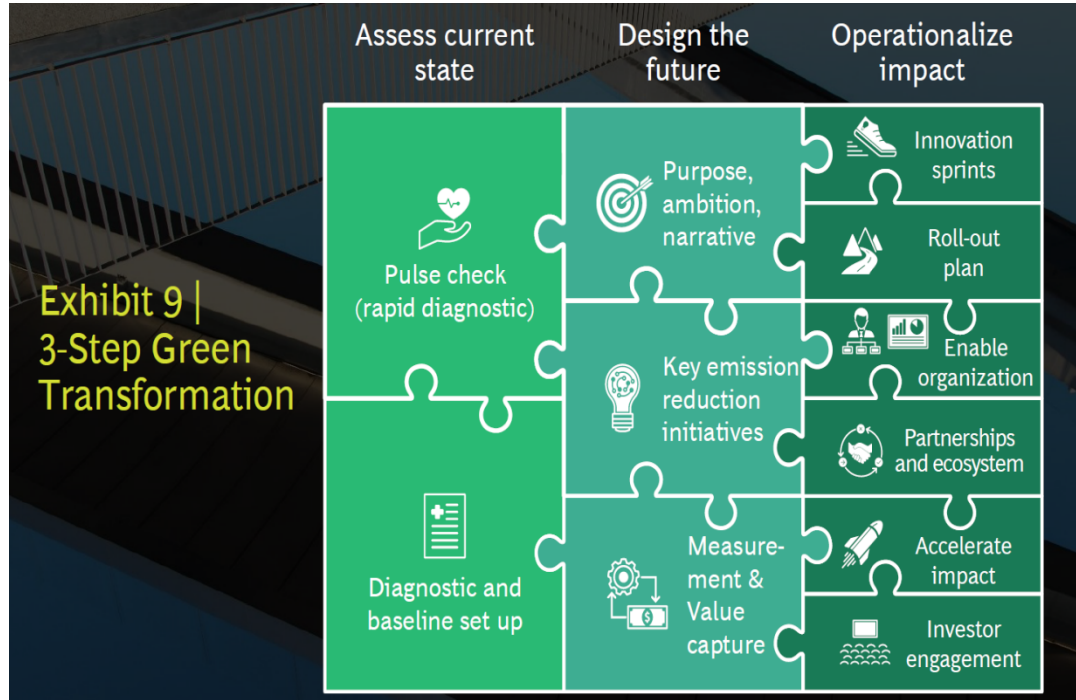 Assess current
state
Design the
future
Operationalize
impact
Exhibit 9 |
3-Step Green
Transformation
Pulse check
(rapid diagnostic)
Diagnostic and
baseline set up
Purpose,
ambition,
narrative
Key emission
reduction
initiatives
Measure-
ment &
Value
capture
$
Innovation
sprints
Roll-out
plan
Enable
organization
Partnerships
and ecosystem
Accelerate
impact
Investor
engagement